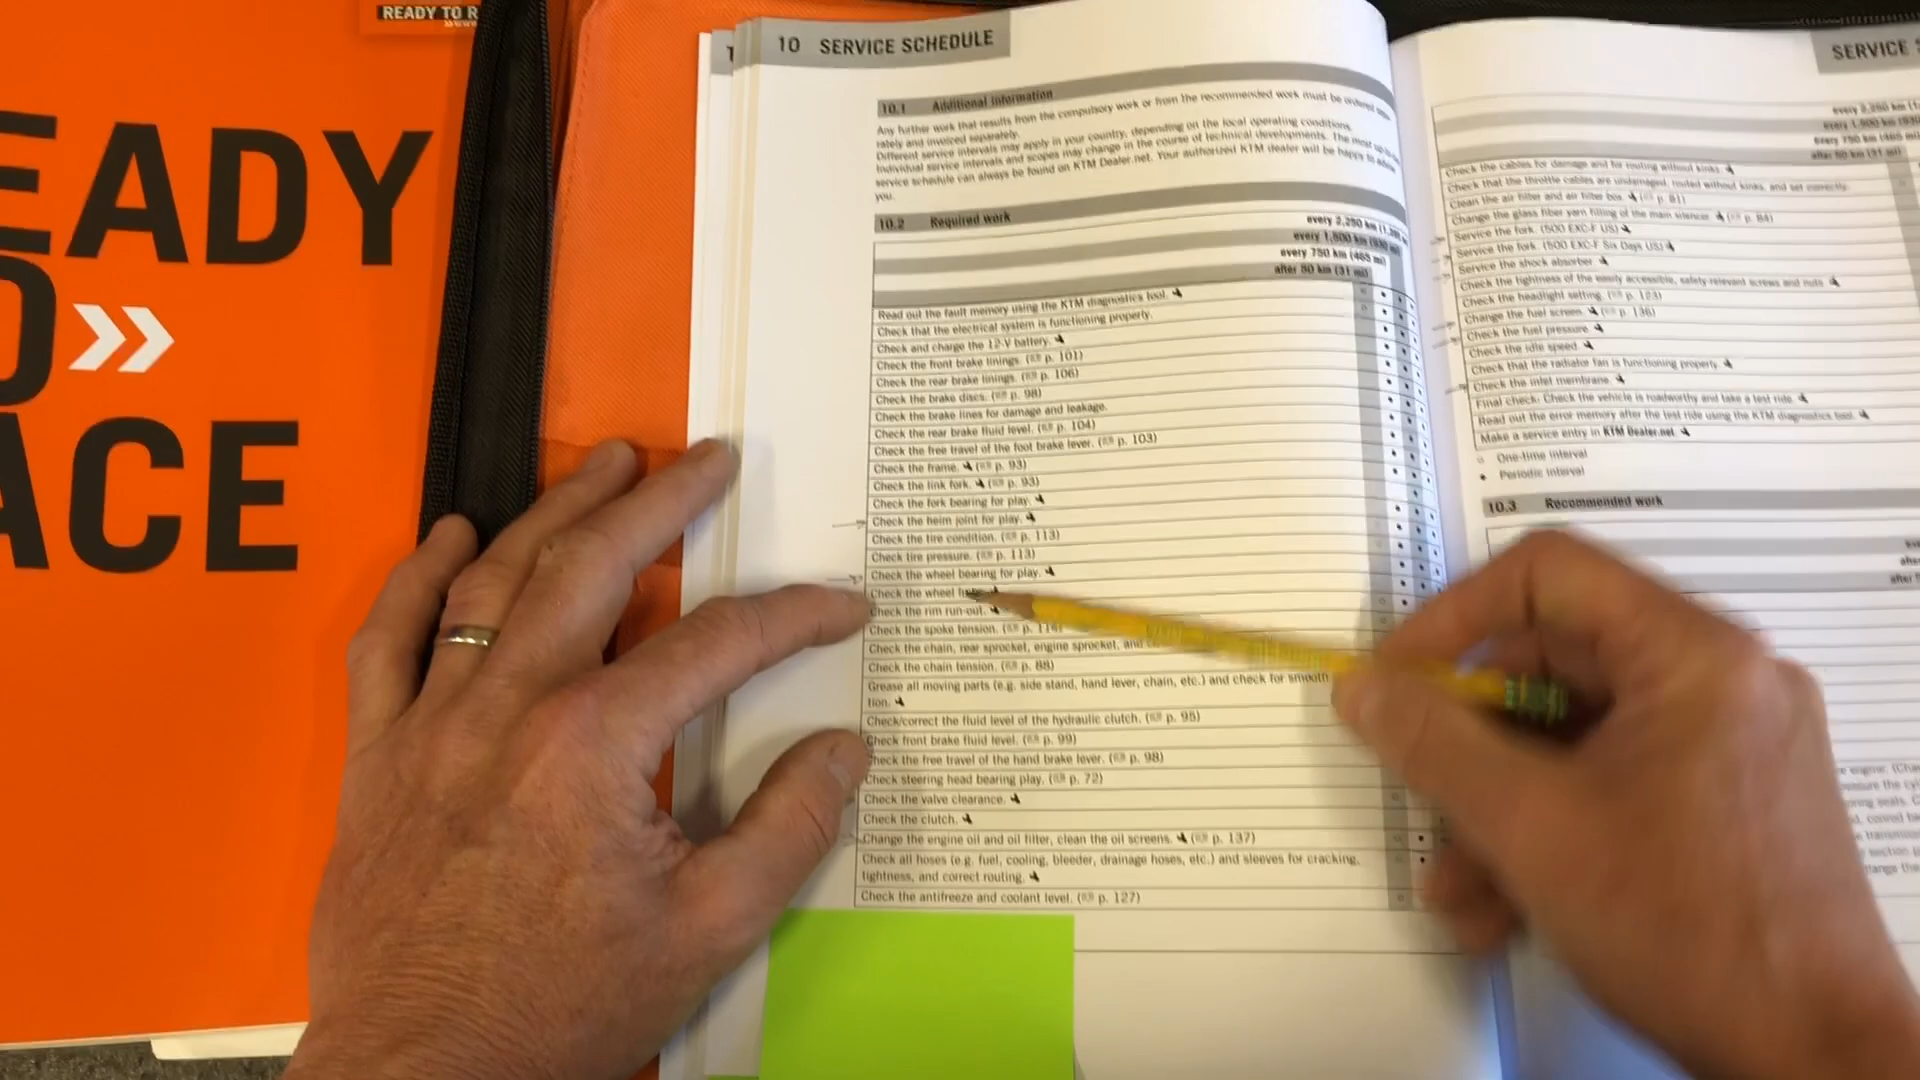 READY TO R
EADY
O»
ACE
10 SERVICE SCHEDULE
10.1 Additional information
Any further work that results from the compulsory work or from the recommended work must be ordered
rately and invoiced separately.
Different service intervals may apply in your country, depending on the local operating conditions.
Individual service intervals and scopes may change in the course of technical developments. The most
service schedule can always be found on KTM Dealer.net. Your authorized KTM dealer will be happy to
you.
10.2 Required work
every 2,250 km
every 1,500 km
every 750 km (465 mi)
after 50 km (31 mi)
Read out the fault memory using the KTM diagnostics tool.
Check that the electrical system is functioning properly.
Check and charge the 12-V battery.
Check the front brake linings. (p. 101)
Check the rear brake linings. (p. 106)
Check the brake discs. (p. 98)
Check the brake lines for damage and leakage.
Check the rear brake fluid level. (p. 104)
Check the free travel of the foot brake lever. (p. 103)
Check the frame. (p. 93)
Check the link fork. (p. 93)
Check the fork bearing for play.
Check the heim joint for play.
Check the tire condition. (p. 113)
Check tire pressure. (p. 113)
Check the wheel bearing for play.
Check the wheel
Check the rim run-out.
Check the spoke tension. (p.
Check the chain, rear sprocket, engine sprocket, and
Check the chain tension. (p. 88)
Grease all moving parts (e.g. side stand, hand lever, chain, etc.) and check for smooth
tion.
Check/correct the fluid level of the hydraulic clutch. (p. 95)
Check front brake fluid level. (p. 99)
Check the free travel of the hand brake lever. (p. 98)
Check steering head bearing play. (p. 72)
Check the valve clearance.
Check the clutch.
Change the engine oil and oil filter, clean the oil screens. (p. 137)
Check all hoses (e.g. fuel, cooling, bleeder, drainage hoses, etc.) and sleeves for cracking,
tightness, and correct routing.
Check the antifreeze and coolant level. (p. 127)
SERVICE
every 2,250 km
every 1,500 km
every 750 km (465 mi)
after 50 km (31 mi)
Check the cables for damage and for routing without kinks.
Check that the throttle cables are undamaged, routed without kinks, and set correctly.
Clean the air filter and air filter box. (p. 81)
Change the glass fiber yarn filling of the main silencer. (p. 84)
Service the fork. (500 EXC-F US)
Service the fork. (500 EXC-F Six Days US)
Service the shock absorber.
Check the tightness of the easily accessible, safety-relevant screws and nuts.
Check the headlight setting. (p. 123)
Change the fuel screen. (p. 136)
Check the fuel pressure.
Check the idle speed.
Check that the radiator fan is functioning properly.
Check the inlet membrane.
Final check: Check the vehicle is roadworthy and take a test ride.
Read out the error memory after the test ride using the KTM diagnostics tool.
Make a service entry in KTM Dealer.net.
○ One-time interval
● Periodic interval
10.3 Recommended work